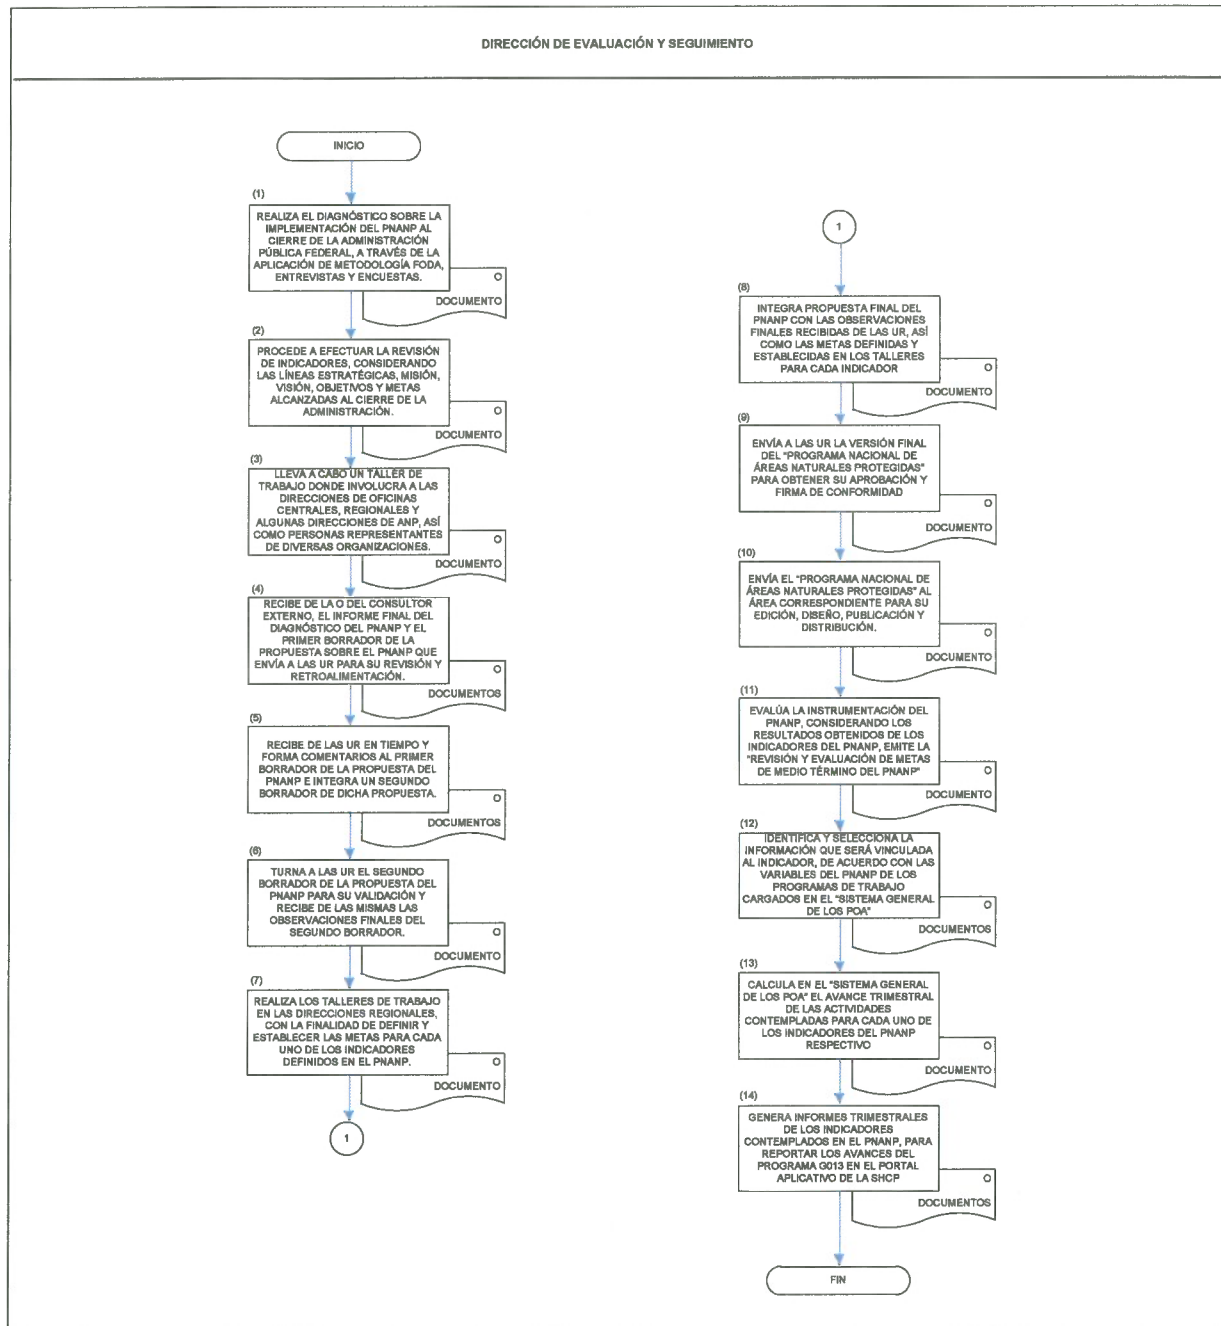 DIRECCIÓN DE EVALUACIÓN Y SEGUIMIENTO
INICIO
(1)
REALIZA EL DIAGNÓSTICO SOBRE LA
IMPLEMENTACIÓN DEL PNANP AL
CIERRE DE LA ADMINISTRACIÓN
PÚBLICA FEDERAL, A TRAVÉS DE LA
APLICACIÓN DE METODOLOGÍA FODA,
ENTREVISTAS Y ENCUESTAS.
O
DOCUMENTO
(2)
PROCEDE A EFECTUAR LA REVISIÓN
DE INDICADORES, CONSIDERANDO
LAS LÍNEAS ESTRATÉGICAS, MISIÓN,
VISIÓN, OBJETIVOS Y METAS
ALCANZADAS AL CIERRE DE LA
ADMINISTRACIÓN.
O
DOCUMENTO
(3)
LLEVA A CABO UN TALLER DE
TRABAJO DONDE INVOLUCRA A LAS
DIRECCIONES DE OFICINAS
CENTRALES, REGIONALES Y
ALGUNAS DIRECCIONES DE ANP, ASÍ
COMO PERSONAS REPRESENTANTES
DE DIVERSAS ORGANIZACIONES.
O
DOCUMENTO
(4)
RECIBE DE LA O DEL CONSULTOR
EXTERNO, EL INFORME FINAL DEL
DIAGNÓSTICO DEL PNANP Y EL
PRIMER BORRADOR DE LA
PROPUESTA SOBRE EL PNANP QUE
ENVÍA A LAS UR PARA SU REVISIÓN Y
RETROALIMENTACIÓN.
O
DOCUMENTOS
(5)
RECIBE DE LAS UR EN TIEMPO Y
FORMA COMENTARIOS AL PRIMER
BORRADOR DE LA PROPUESTA DEL
PNANP E INTEGRA UN SEGUNDO
BORRADOR DE DICHA PROPUESTA.
O
DOCUMENTOS
(6)
TURNA A LAS UR EL SEGUNDO
BORRADOR DE LA PROPUESTA DEL
PNANP PARA SU VALIDACIÓN Y
RECIBE DE LAS MISMAS LAS
OBSERVACIONES FINALES DEL
SEGUNDO BORRADOR.
O
DOCUMENTO
(7)
REALIZA LOS TALLERES DE TRABAJO
EN LAS DIRECCIONES REGIONALES,
CON LA FINALIDAD DE DEFINIR Y
ESTABLECER LAS METAS PARA CADA
UNO DE LOS INDICADORES
DEFINIDOS EN EL PNANP.
O
DOCUMENTO
1
1
(8)
INTEGRA PROPUESTA FINAL DEL
PNANP CON LAS OBSERVACIONES
FINALES RECIBIDAS DE LAS UR, ASÍ
COMO LAS METAS DEFINIDAS Y
ESTABLECIDAS EN LOS TALLERES
PARA CADA INDICADOR
O
DOCUMENTO
(9)
ENVÍA A LAS UR LA VERSIÓN FINAL
DEL "PROGRAMA NACIONAL DE
ÁREAS NATURALES PROTEGIDAS"
PARA OBTENER SU APROBACIÓN Y
FIRMA DE CONFORMIDAD
O
DOCUMENTO
(10)
ENVÍA EL "PROGRAMA NACIONAL DE
ÁREAS NATURALES PROTEGIDAS" AL
ÁREA CORRESPONDIENTE PARA SU
EDICIÓN, DISEÑO, PUBLICACIÓN Y
DISTRIBUCIÓN.
O
DOCUMENTO
(11)
EVALÚA LA INSTRUMENTACIÓN DEL
PNANP, CONSIDERANDO LOS
RESULTADOS OBTENIDOS DE LOS
INDICADORES DEL PNANP, EMITE LA
"REVISIÓN Y EVALUACIÓN DE METAS
DE MEDIO TÉRMINO DEL PNANP"
O
DOCUMENTO
(12)
IDENTIFICA Y SELECCIONA LA
INFORMACIÓN QUE SERÁ VINCULADA
AL INDICADOR, DE ACUERDO CON LAS
VARIABLES DEL PNANP DE LOS
PROGRAMAS DE TRABAJO
CARGADOS EN EL "SISTEMA GENERAL
DE LOS POA"
O
DOCUMENTOS
(13)
CALCULA EN EL "SISTEMA GENERAL
DE LOS POA" EL AVANCE TRIMESTRAL
DE LAS ACTIVIDADES
CONTEMPLADAS PARA CADA UNO DE
LOS INDICADORES DEL PNANP
RESPECTIVO
O
DOCUMENTO
(14)
GENERA INFORMES TRIMESTRALES
DE LOS INDICADORES
CONTEMPLADOS EN EL PNANP, PARA
REPORTAR LOS AVANCES DEL
PROGRAMA G013 EN EL PORTAL
APLICATIVO DE LA SHCP
O
DOCUMENTOS
FIN